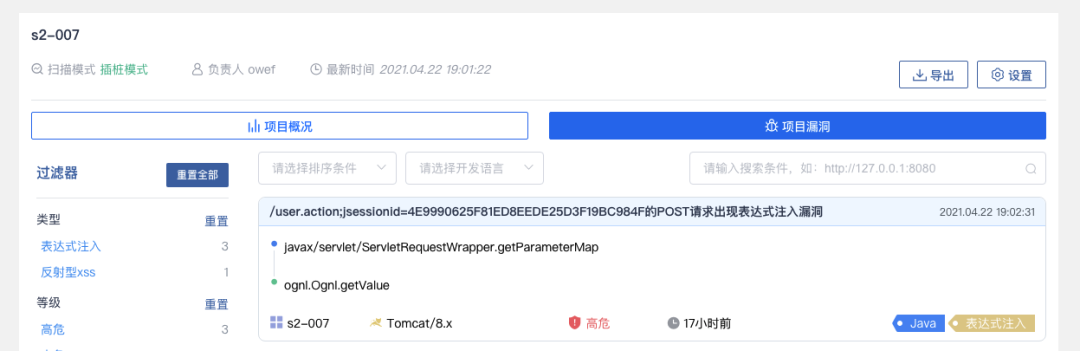 s2-007
扫描模式 插桩模式 负责人 owef 最新时间 2021.04.22 19:01:22
导出 设置
项目概况 项目漏洞
过滤器 重置全部 请选择排序条件 请选择开发语言 请输入搜索条件，如：http://127.0.0.1:8080
类型 重置
表达式注入 3
反射型xss 1
等级 重置
高危 3
/user.action;jsessionid=4E9990625F81ED8EEDE25D3F19BC984F的POST请求出现表达式注入漏洞 2021.04.22 19:02:31
javax/servlet/ServletRequestWrapper.getParameterMap
ognl.Ognl.getValue
s2-007 Tomcat/8.x 高危 17小时前 Java 表达式注入